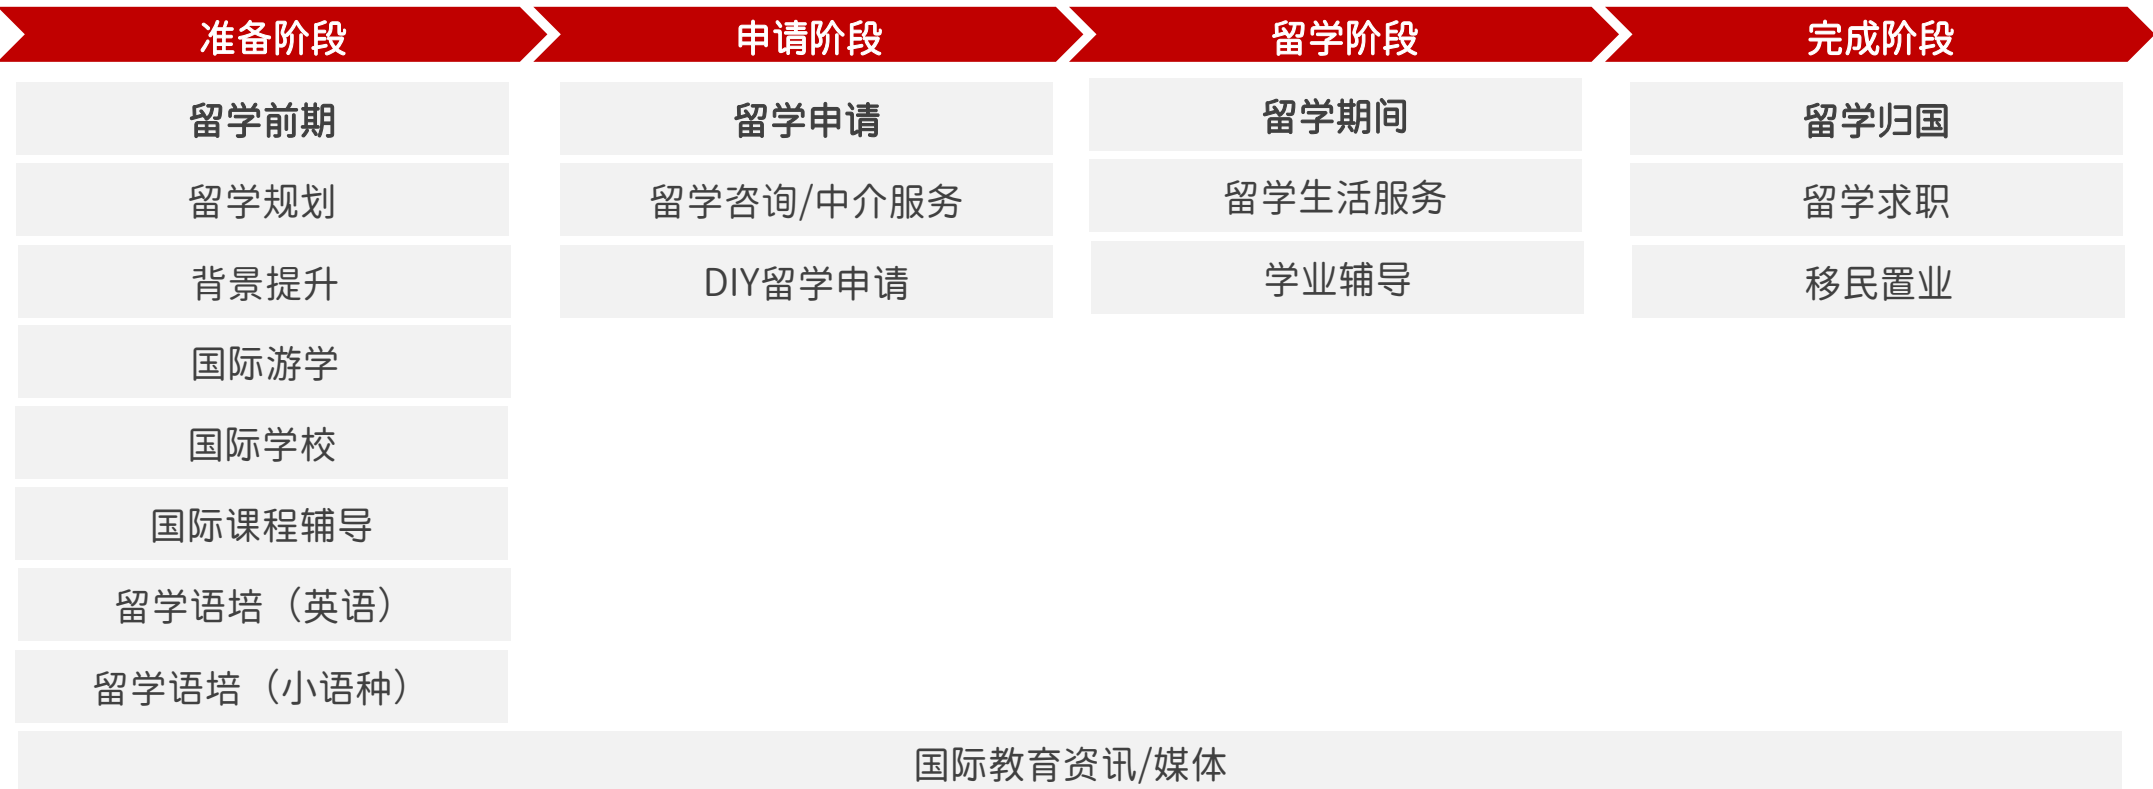 准备阶段
申请阶段
留学阶段
完成阶段
留学前期
留学申请
留学期间
留学归国
留学规划
留学咨询/中介服务
留学生活服务
留学求职
背景提升
DIY留学申请
学业辅导
移民置业
国际游学
国际学校
国际课程辅导
留学语培（英语）
留学语培（小语种）
国际教育资讯/媒体